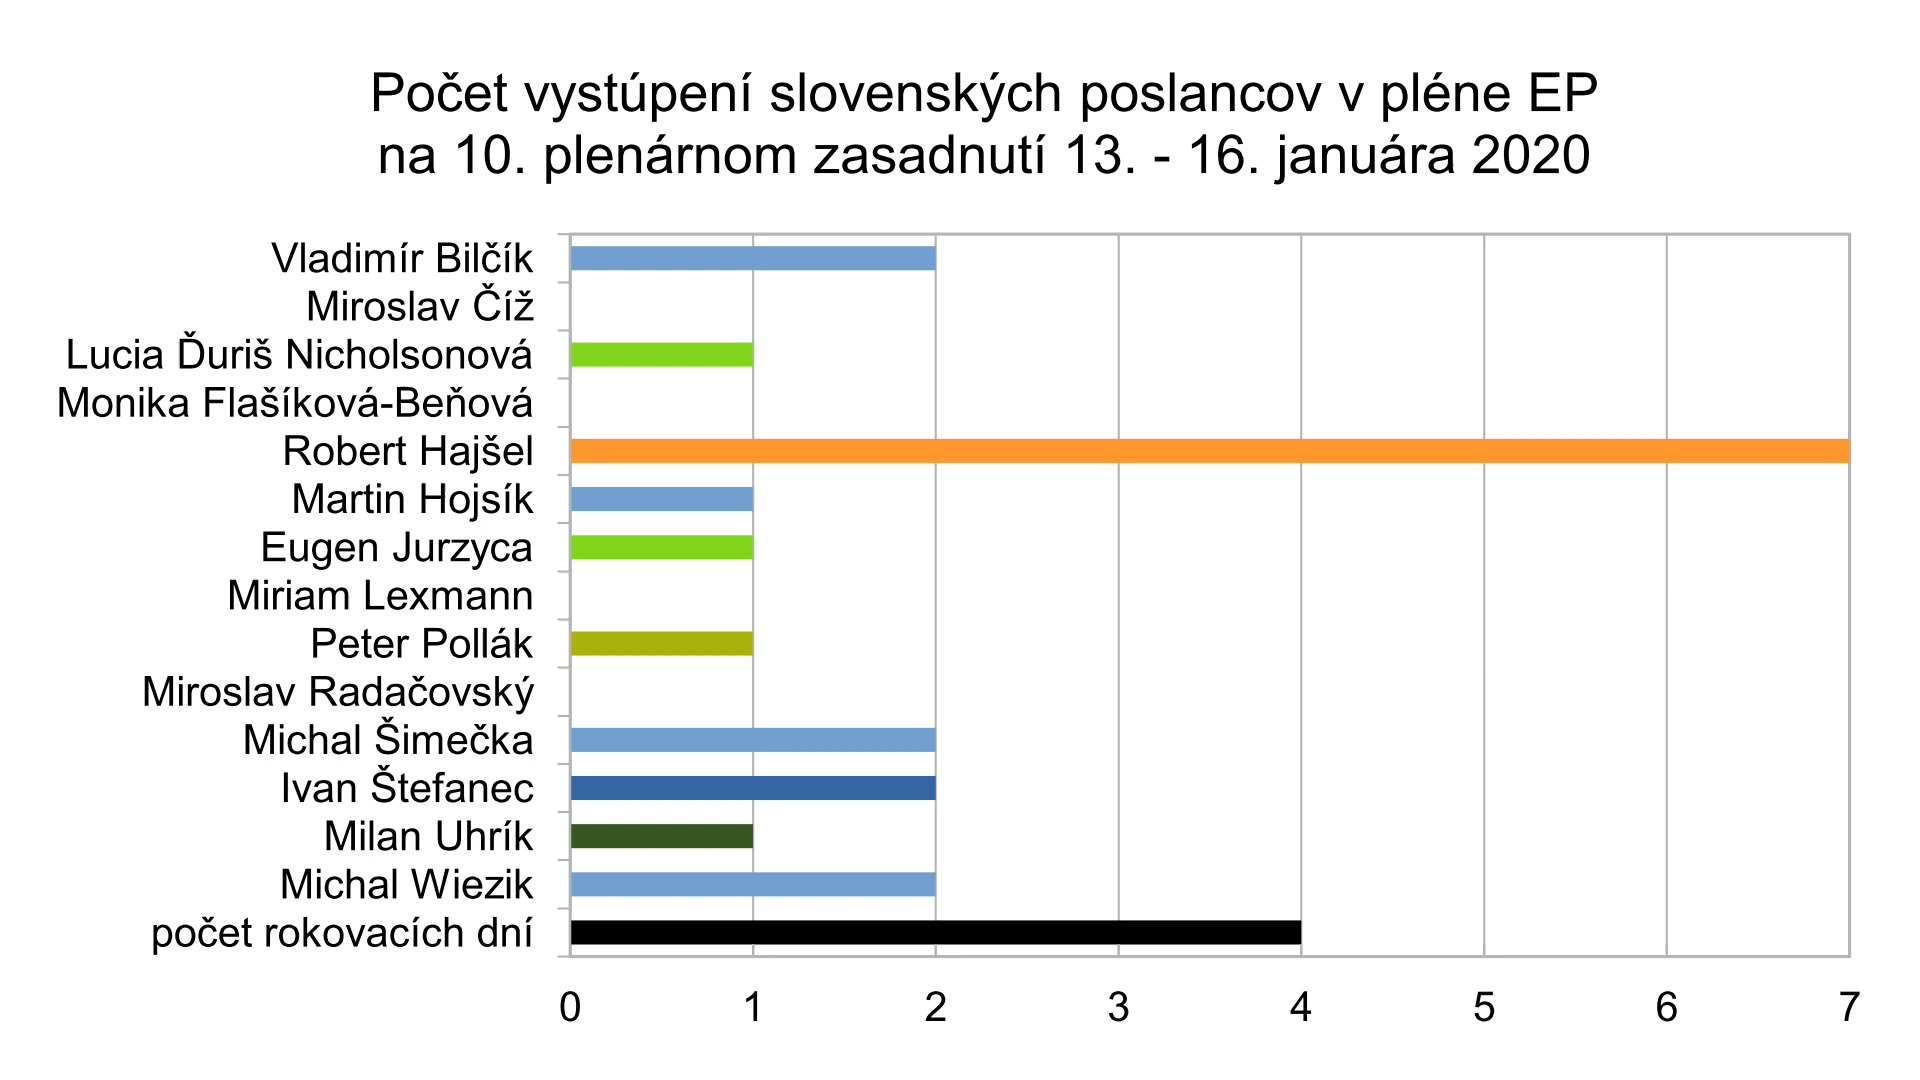 Počet vystúpení slovenských poslancov v pléne EP
na 10. plenárnom zasadnutí 13. - 16. januára 2020
Vladimír Bilčík
Miroslav Číž
Lucia Ďuriš Nicholsonová
Monika Flašíková-Beňová
Robert Hajšel
Martin Hojsík
Eugen Jurzyca
Miriam Lexmann
Peter Pollák
Miroslav Radačovský
Michal Šimečka
Ivan Štefanec
Milan Uhrík
Michal Wiezik
počet rokovacích dní
0 1 2 3 4 5 6 7